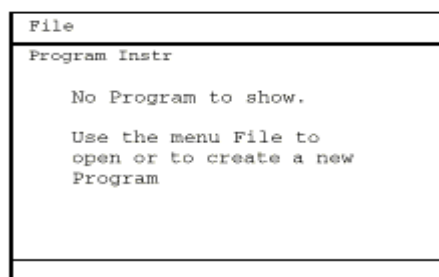 File
Program Instr
No Program to show.
Use the menu File to
open or to create a new
Program